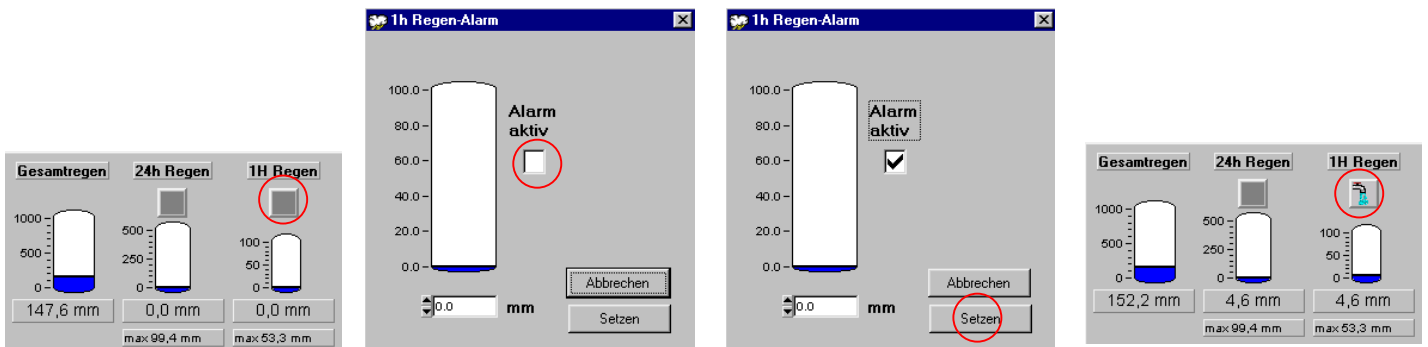 Gesamtregen 24h Regen 1H Regen
1000
500
0
500
250
0
100
50
0
147,6 mm 0,0 mm 0,0 mm
max 99,4 mm max 53,3 mm
1h Regen-Alarm
100.0
80.0
60.0
40.0
20.0
0.0
Alarm
aktiv
Abbrechen
0.0 mm
Setzen
1h Regen-Alarm
100.0
80.0
60.0
40.0
20.0
0.0
Alarm
aktiv
Abbrechen
0.0 mm
Setzen
Gesamtregen 24h Regen 1H Regen
1000
500
0
500
250
0
100
50
0
152,2 mm 4,6 mm 4,6 mm
max 99,4 mm max 53,3 mm